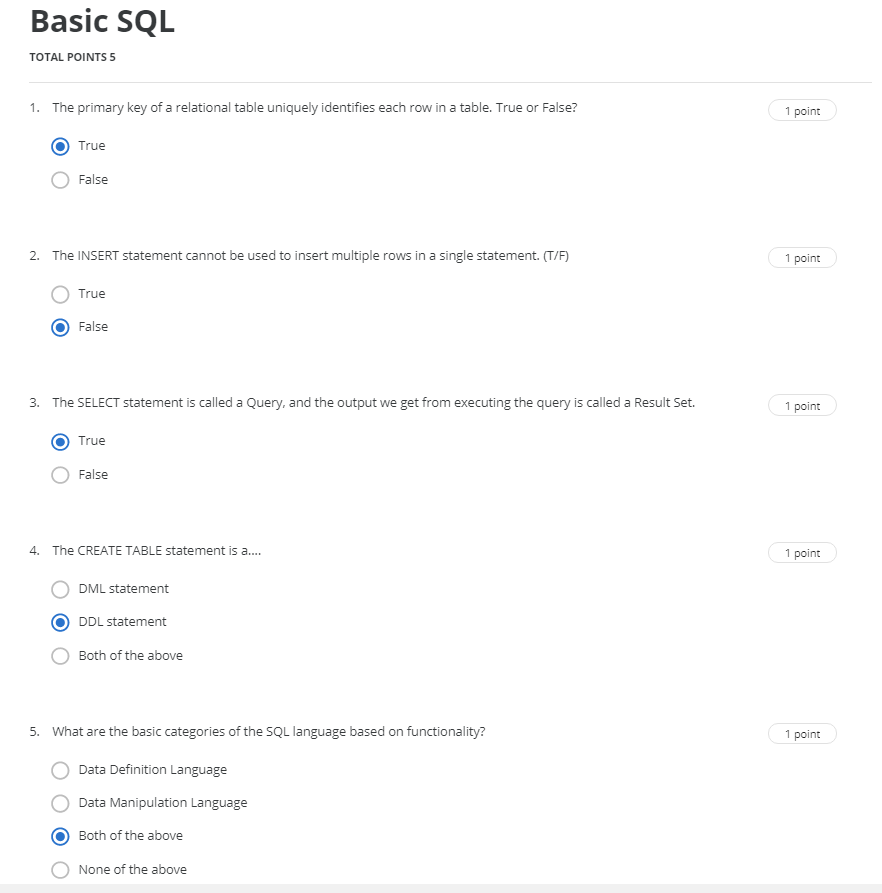 Basic SQL
TOTAL POINTS 5
1. The primary key of a relational table uniquely identifies each row in a table. True or False?
1 point
True
False
2. The INSERT statement cannot be used to insert multiple rows in a single statement. (T/F)
1 point
True
False
3. The SELECT statement is called a Query, and the output we get from executing the query is called a Result Set.
1 point
True
False
4. The CREATE TABLE statement is a....
1 point
DML statement
DDL statement
Both of the above
5. What are the basic categories of the SQL language based on functionality?
1 point
Data Definition Language
Data Manipulation Language
Both of the above
None of the above